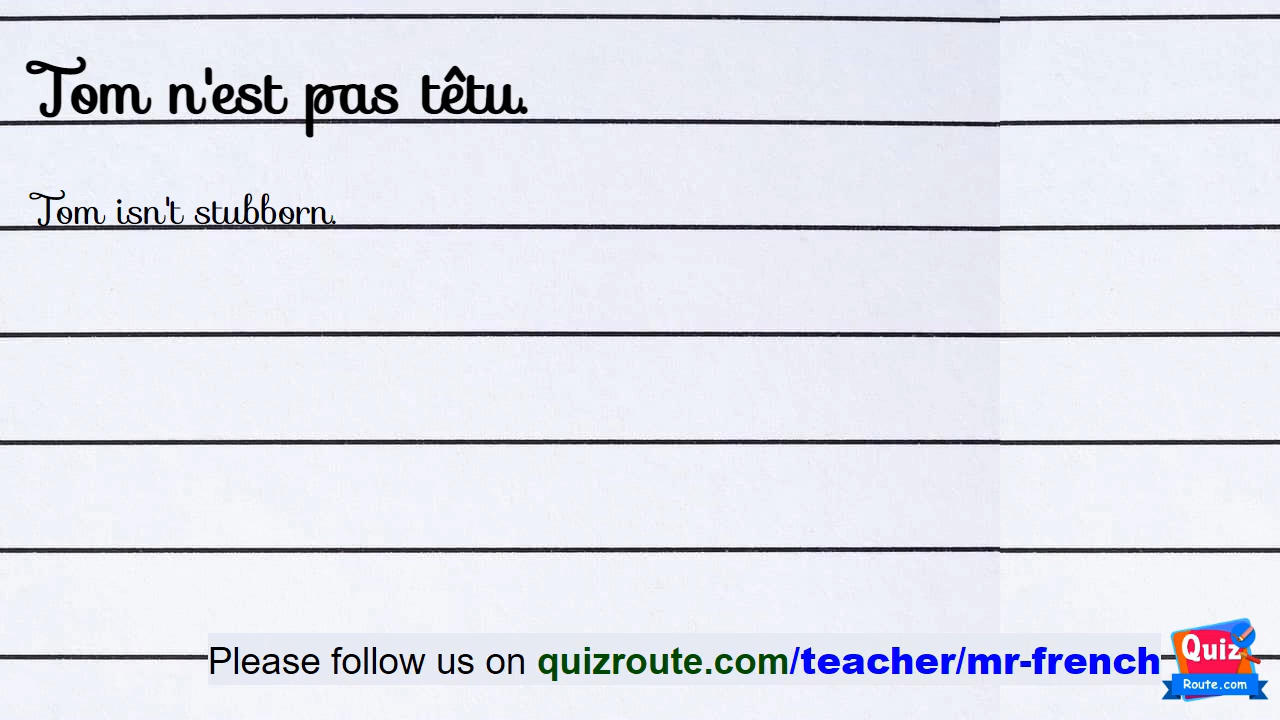 Tom n'est pas têtu.
Tom isn't stubborn.
Please follow us on quizroute.com/teacher/mr-french
Quiz
Route.com